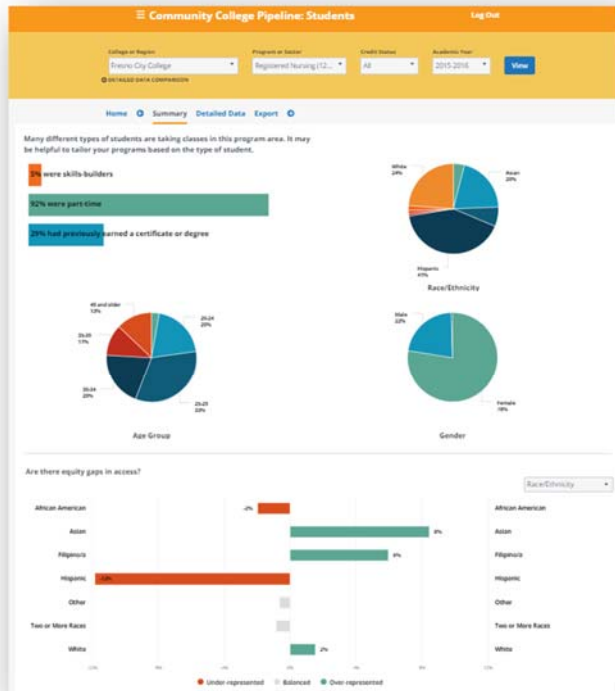 ☰ Community College Pipeline: Students
Log Out
College or Region
Program or Sector
Credit Status
Academic Year
Fresno City College
Registered Nursing (12...
All
2015-2016
View
DETAILED DATA COMPARISON
Home
Summary
Detailed Data
Export
Many different types of students are taking classes in this program area. It may
be helpful to tailor your programs based on the type of student.
5% were skills-builders
92% were part-time
29% had previously earned a certificate or degree
White
24%
Asian
20%
Hispanic
41%
Race/Ethnicity
40 and older
13%
20-24
20%
25-29
Age Group
Male
22%
Female
Gender
Are there equity gaps in access?
Race/Ethnicity
African American
-2%
African American
Asian
8%
Asian
Filipino/a
6%
Filipino/a
Hispanic
-12%
Hispanic
Other
Other
Two or More Races
Two or More Races
White
2%
White
Under-represented
Balanced
Over-represented